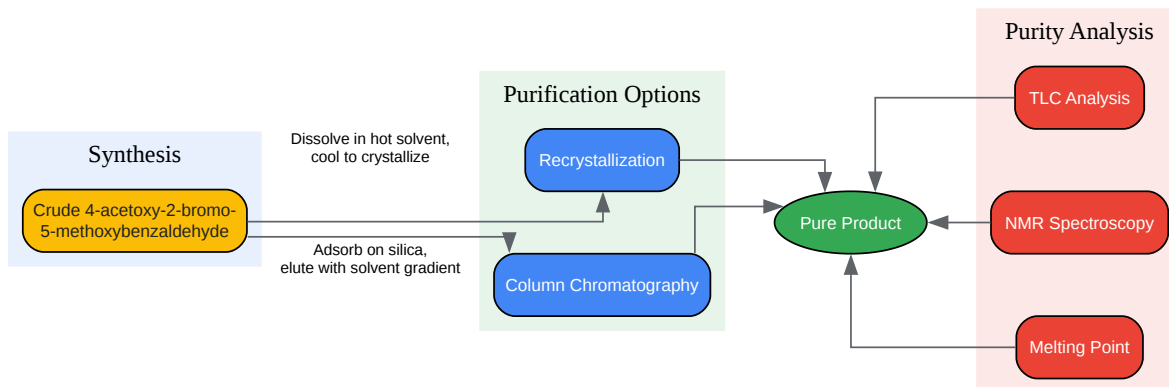 Synthesis
Crude 4-acetoxy-2-bromo-
5-methoxybenzaldehyde
Dissolve in hot solvent,
cool to crystallize
Adsorb on silica,
elute with solvent gradient
Purification Options
Recrystallization
Column Chromatography
Pure Product
Purity Analysis
TLC Analysis
NMR Spectroscopy
Melting Point